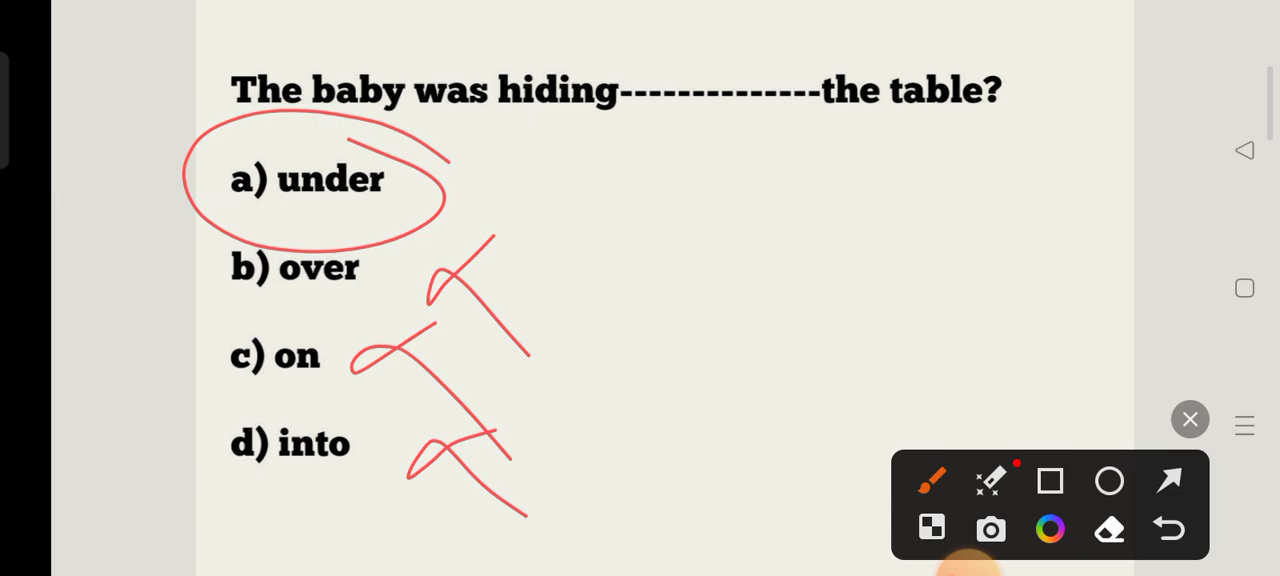 The baby was hiding--------------the table?
a) under
b) over
c) on
d) into